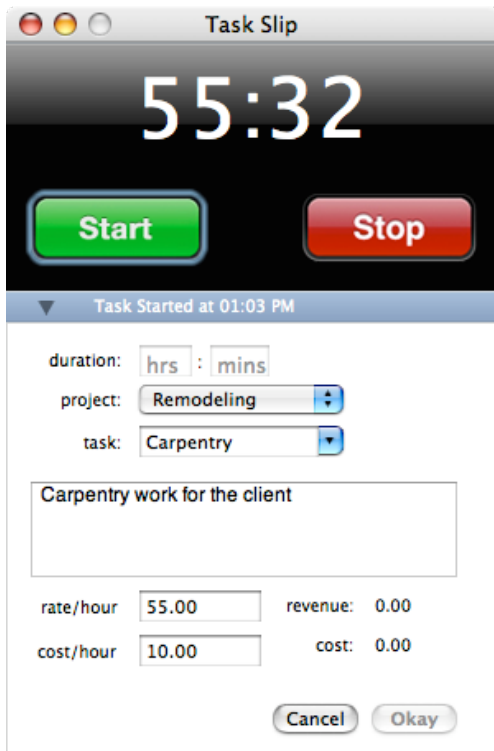 Task Slip
55:32
Start Stop
Task Started at 01:03 PM
duration: hrs : mins
project: Remodeling
task: Carpentry
Carpentry work for the client
rate/hour 55.00 revenue: 0.00
cost/hour 10.00 cost: 0.00
Cancel Okay